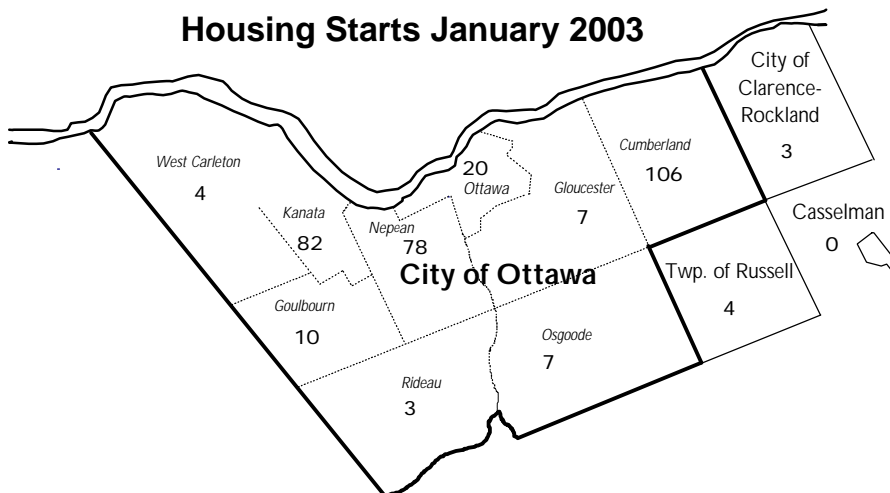 Housing Starts January 2003
City of
Clarence-
Rockland
3
West Carleton
4
Kanata
82
Nepean
78
20
Ottawa
Gloucester
7
Cumberland
106
Casselman
0
City of Ottawa
Twp. of Russell
4
Goulbourn
10
Osgoode
7
Rideau
3